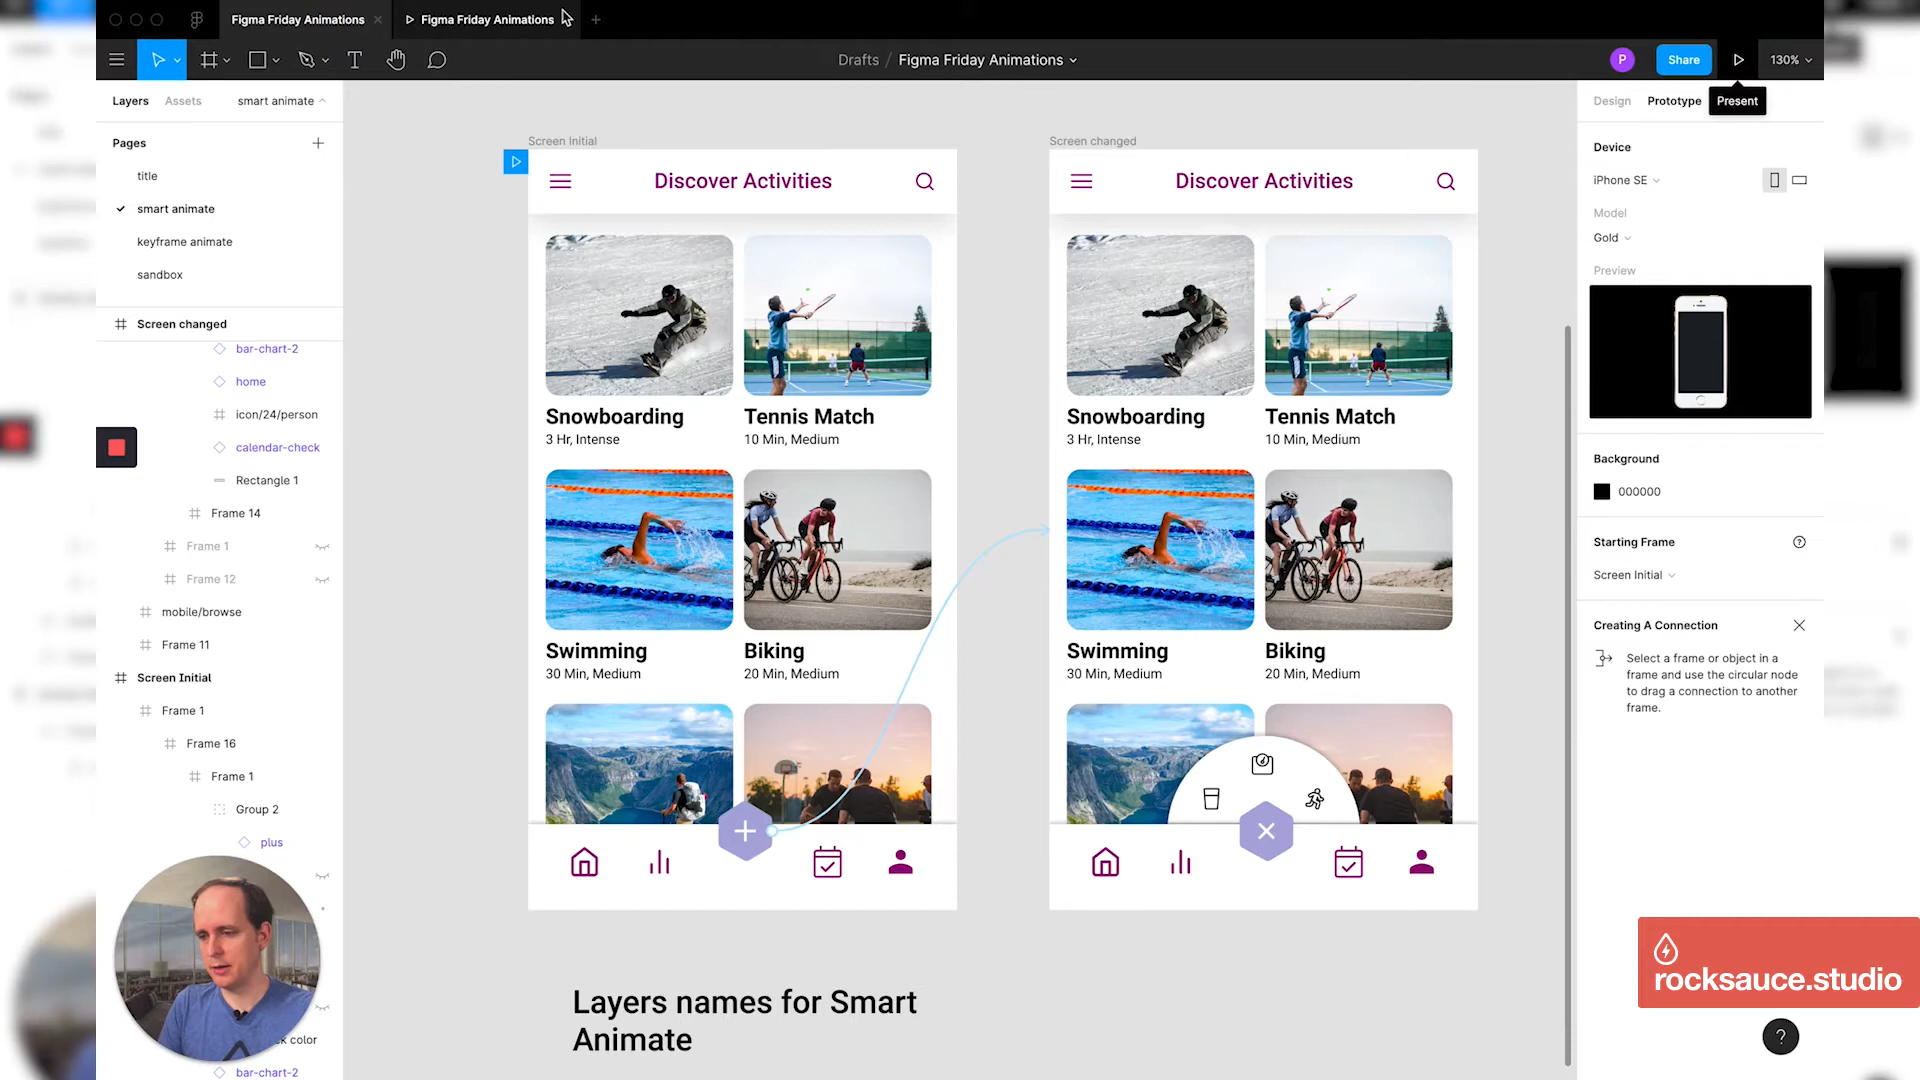 Figma Friday Animations
Figma Friday Animations
Drafts / Figma Friday Animations
P
Share
130%
Present
Layers
Assets
smart animate
Pages
title
smart animate
keyframe animate
sandbox
Screen changed
bar-chart-2
home
icon/24/person
calendar-check
Rectangle 1
Frame 14
Frame 1
Frame 12
mobile/browse
Frame 11
Screen Initial
Frame 1
Frame 16
Frame 1
Group 2
plus
color
bar-chart-2
Screen Initial
Discover Activities
Snowboarding
3 Hr, Intense
Tennis Match
10 Min, Medium
Swimming
30 Min, Medium
Biking
20 Min, Medium
Screen changed
Discover Activities
Snowboarding
3 Hr, Intense
Tennis Match
10 Min, Medium
Swimming
30 Min, Medium
Biking
20 Min, Medium
Layers names for Smart
Animate
Design
Prototype
Device
iPhone SE
Model
Gold
Preview
Background
000000
Starting Frame
Screen Initial
Creating A Connection
Select a frame or object in a
frame and use the circular node
to drag a connection to another
frame.
rocksauce.studio
?